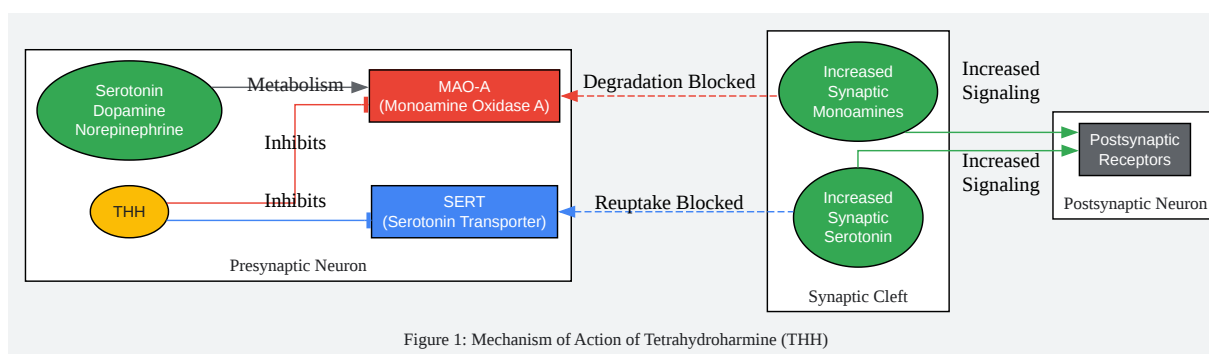 Serotonin
Dopamine
Norepinephrine
Metabolism
MAO-A
(Monoamine Oxidase A)
Inhibits
THH
Inhibits
SERT
(Serotonin Transporter)
Presynaptic Neuron
Degradation Blocked
Reuptake Blocked
Increased
Synaptic
Monoamines
Increased
Synaptic
Serotonin
Synaptic Cleft
Increased
Signaling
Increased
Signaling
Postsynaptic
Receptors
Postsynaptic Neuron
Figure 1: Mechanism of Action of Tetrahydroharmine (THH)